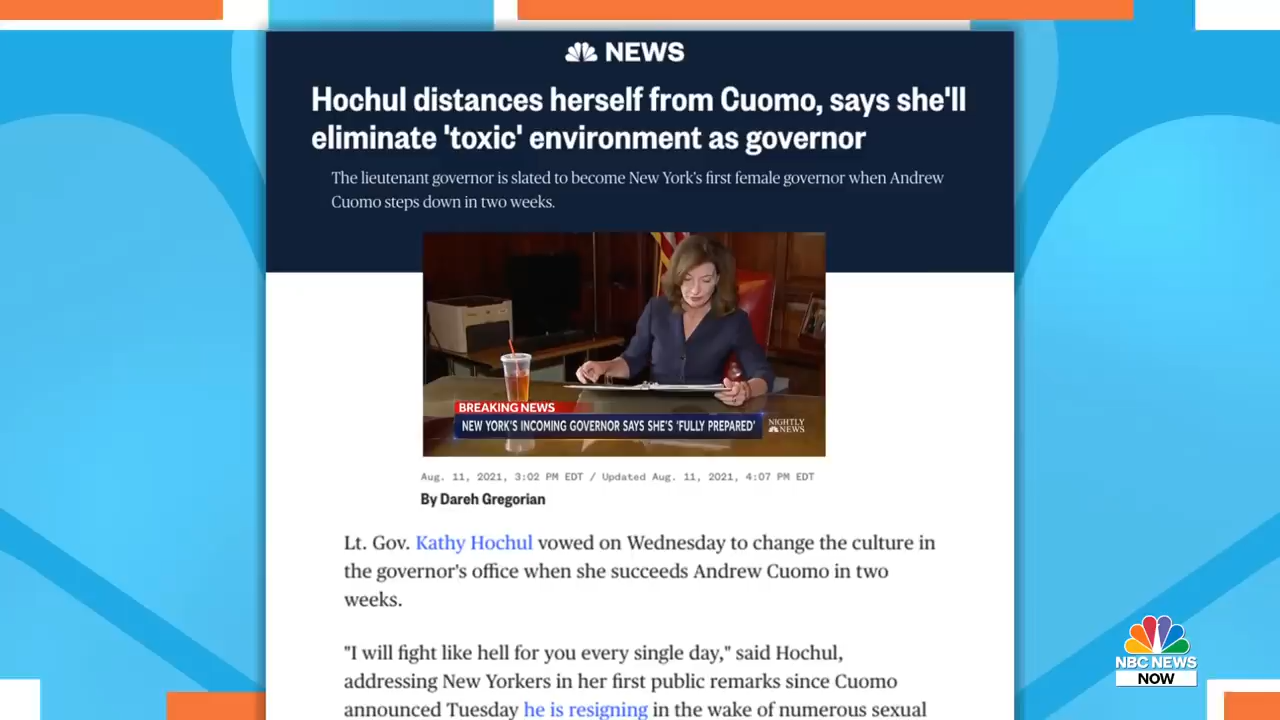 NEWS
Hochul distances herself from Cuomo, says she'll
eliminate 'toxic' environment as governor
The lieutenant governor is slated to become New York's first female governor when Andrew
Cuomo steps down in two weeks.
BREAKING NEWS
NEW YORK'S INCOMING GOVERNOR SAYS SHE'S 'FULLY PREPARED'
NIGHTLY
NEWS
Aug. 11, 2021, 3:02 PM EDT / Updated Aug. 11, 2021, 4:07 PM EDT
By Dareh Gregorian
Lt. Gov. Kathy Hochul vowed on Wednesday to change the culture in
the governor's office when she succeeds Andrew Cuomo in two
weeks.
"I will fight like hell for you every single day," said Hochul,
addressing New Yorkers in her first public remarks since Cuomo
announced Tuesday he is resigning in the wake of numerous sexual
NBC NEWS
NOW